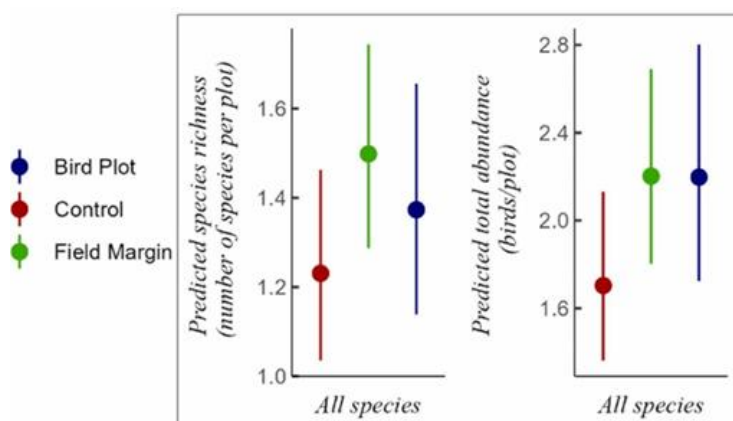 Bird Plot
Control
Field Margin
Predicted species richness
(number of species per plot)
1.6
1.4
1.2
1.0
All species
Predicted total abundance
(birds/plot)
2.8
2.4
2.0
1.6
All species